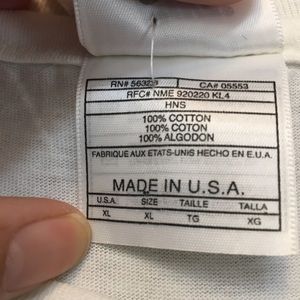 RN# 56323 CA# 05553
RFC# NME 920220 KL4
HNS
100% COTTON
100% COTON
100% ALGODON
FABRIQUE AUX ETATS-UNIS HECHO EN E.U.A.
MADE IN U.S.A.
U.S.A. SIZE TAILLE TALLA
XL XL TG XG